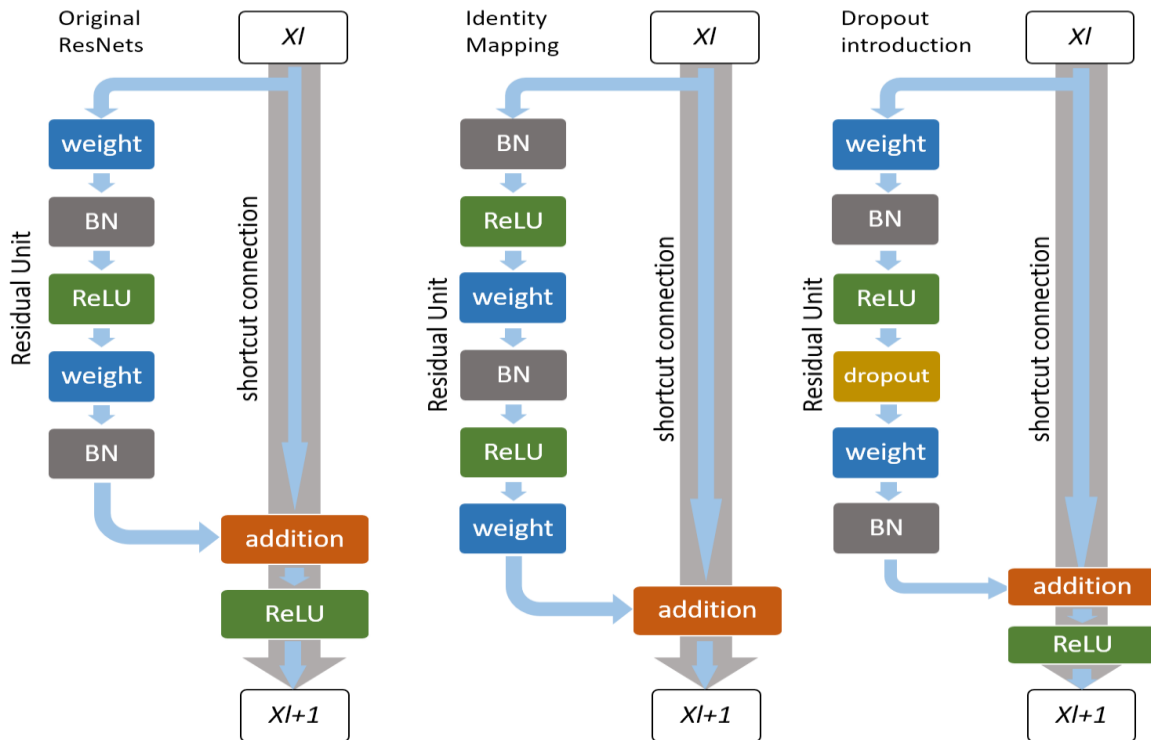 Original
ResNets
Xl
weight
BN
ReLU
weight
BN
Residual Unit
shortcut connection
addition
ReLU
Xl+1
Identity
Mapping
Xl
BN
ReLU
weight
BN
ReLU
weight
Residual Unit
shortcut connection
addition
Xl+1
Dropout
introduction
Xl
weight
BN
ReLU
dropout
weight
BN
Residual Unit
shortcut connection
addition
ReLU
Xl+1